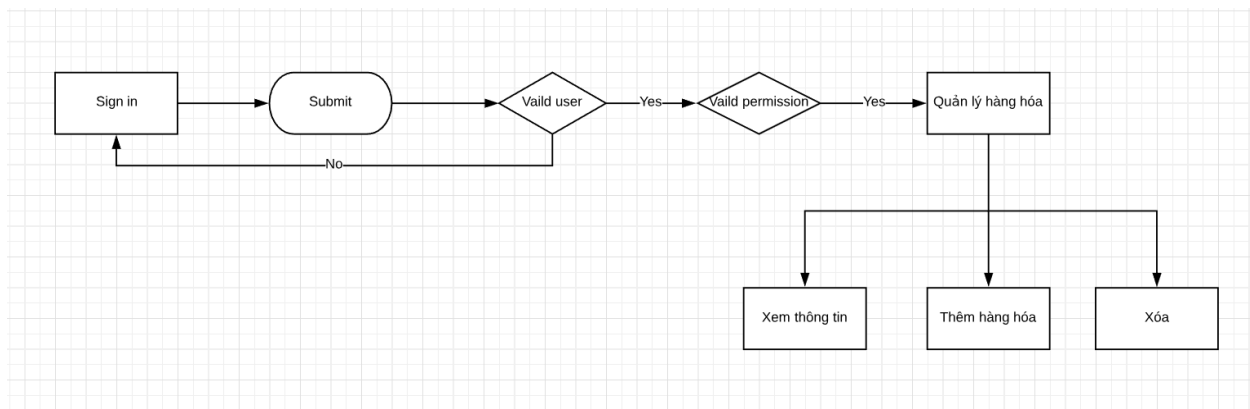 Sign in
Submit
Vaild user
Yes
Vaild permission
Yes
Quản lý hàng hóa
No
Xem thông tin
Thêm hàng hóa
Xóa